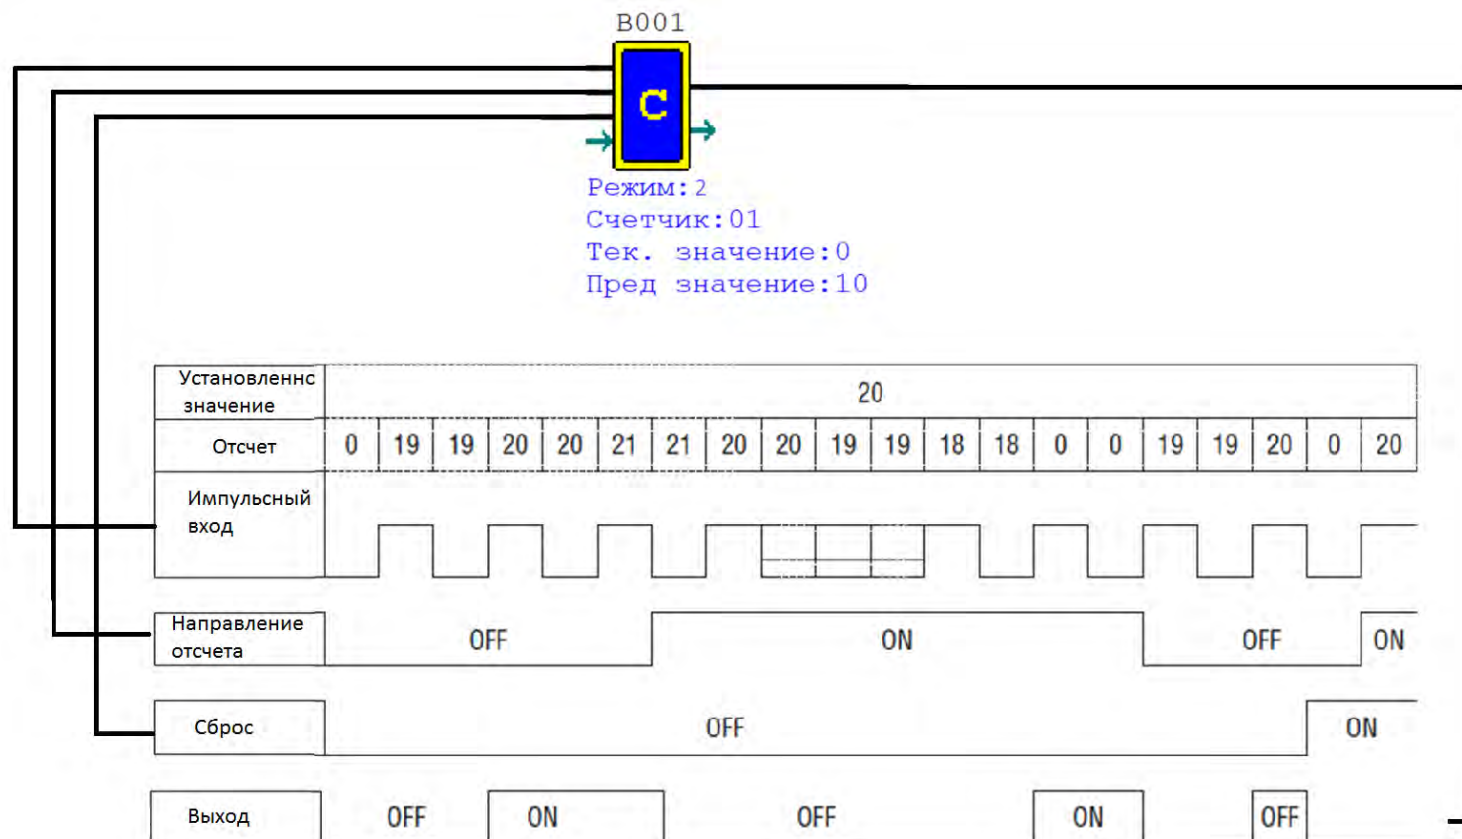 B001
C
Режим:2
Счетчик:01
Тек. значение:0
Пред значение:10
Установленнс
значение
20
Отсчет 0 19 19 20 20 21 21 20 20 19 19 18 18 0 0 19 19 20 0 20
Импульсный
вход
Направление
отсчета
OFF ON OFF ON
Сброс OFF ON
Выход OFF ON OFF ON OFF